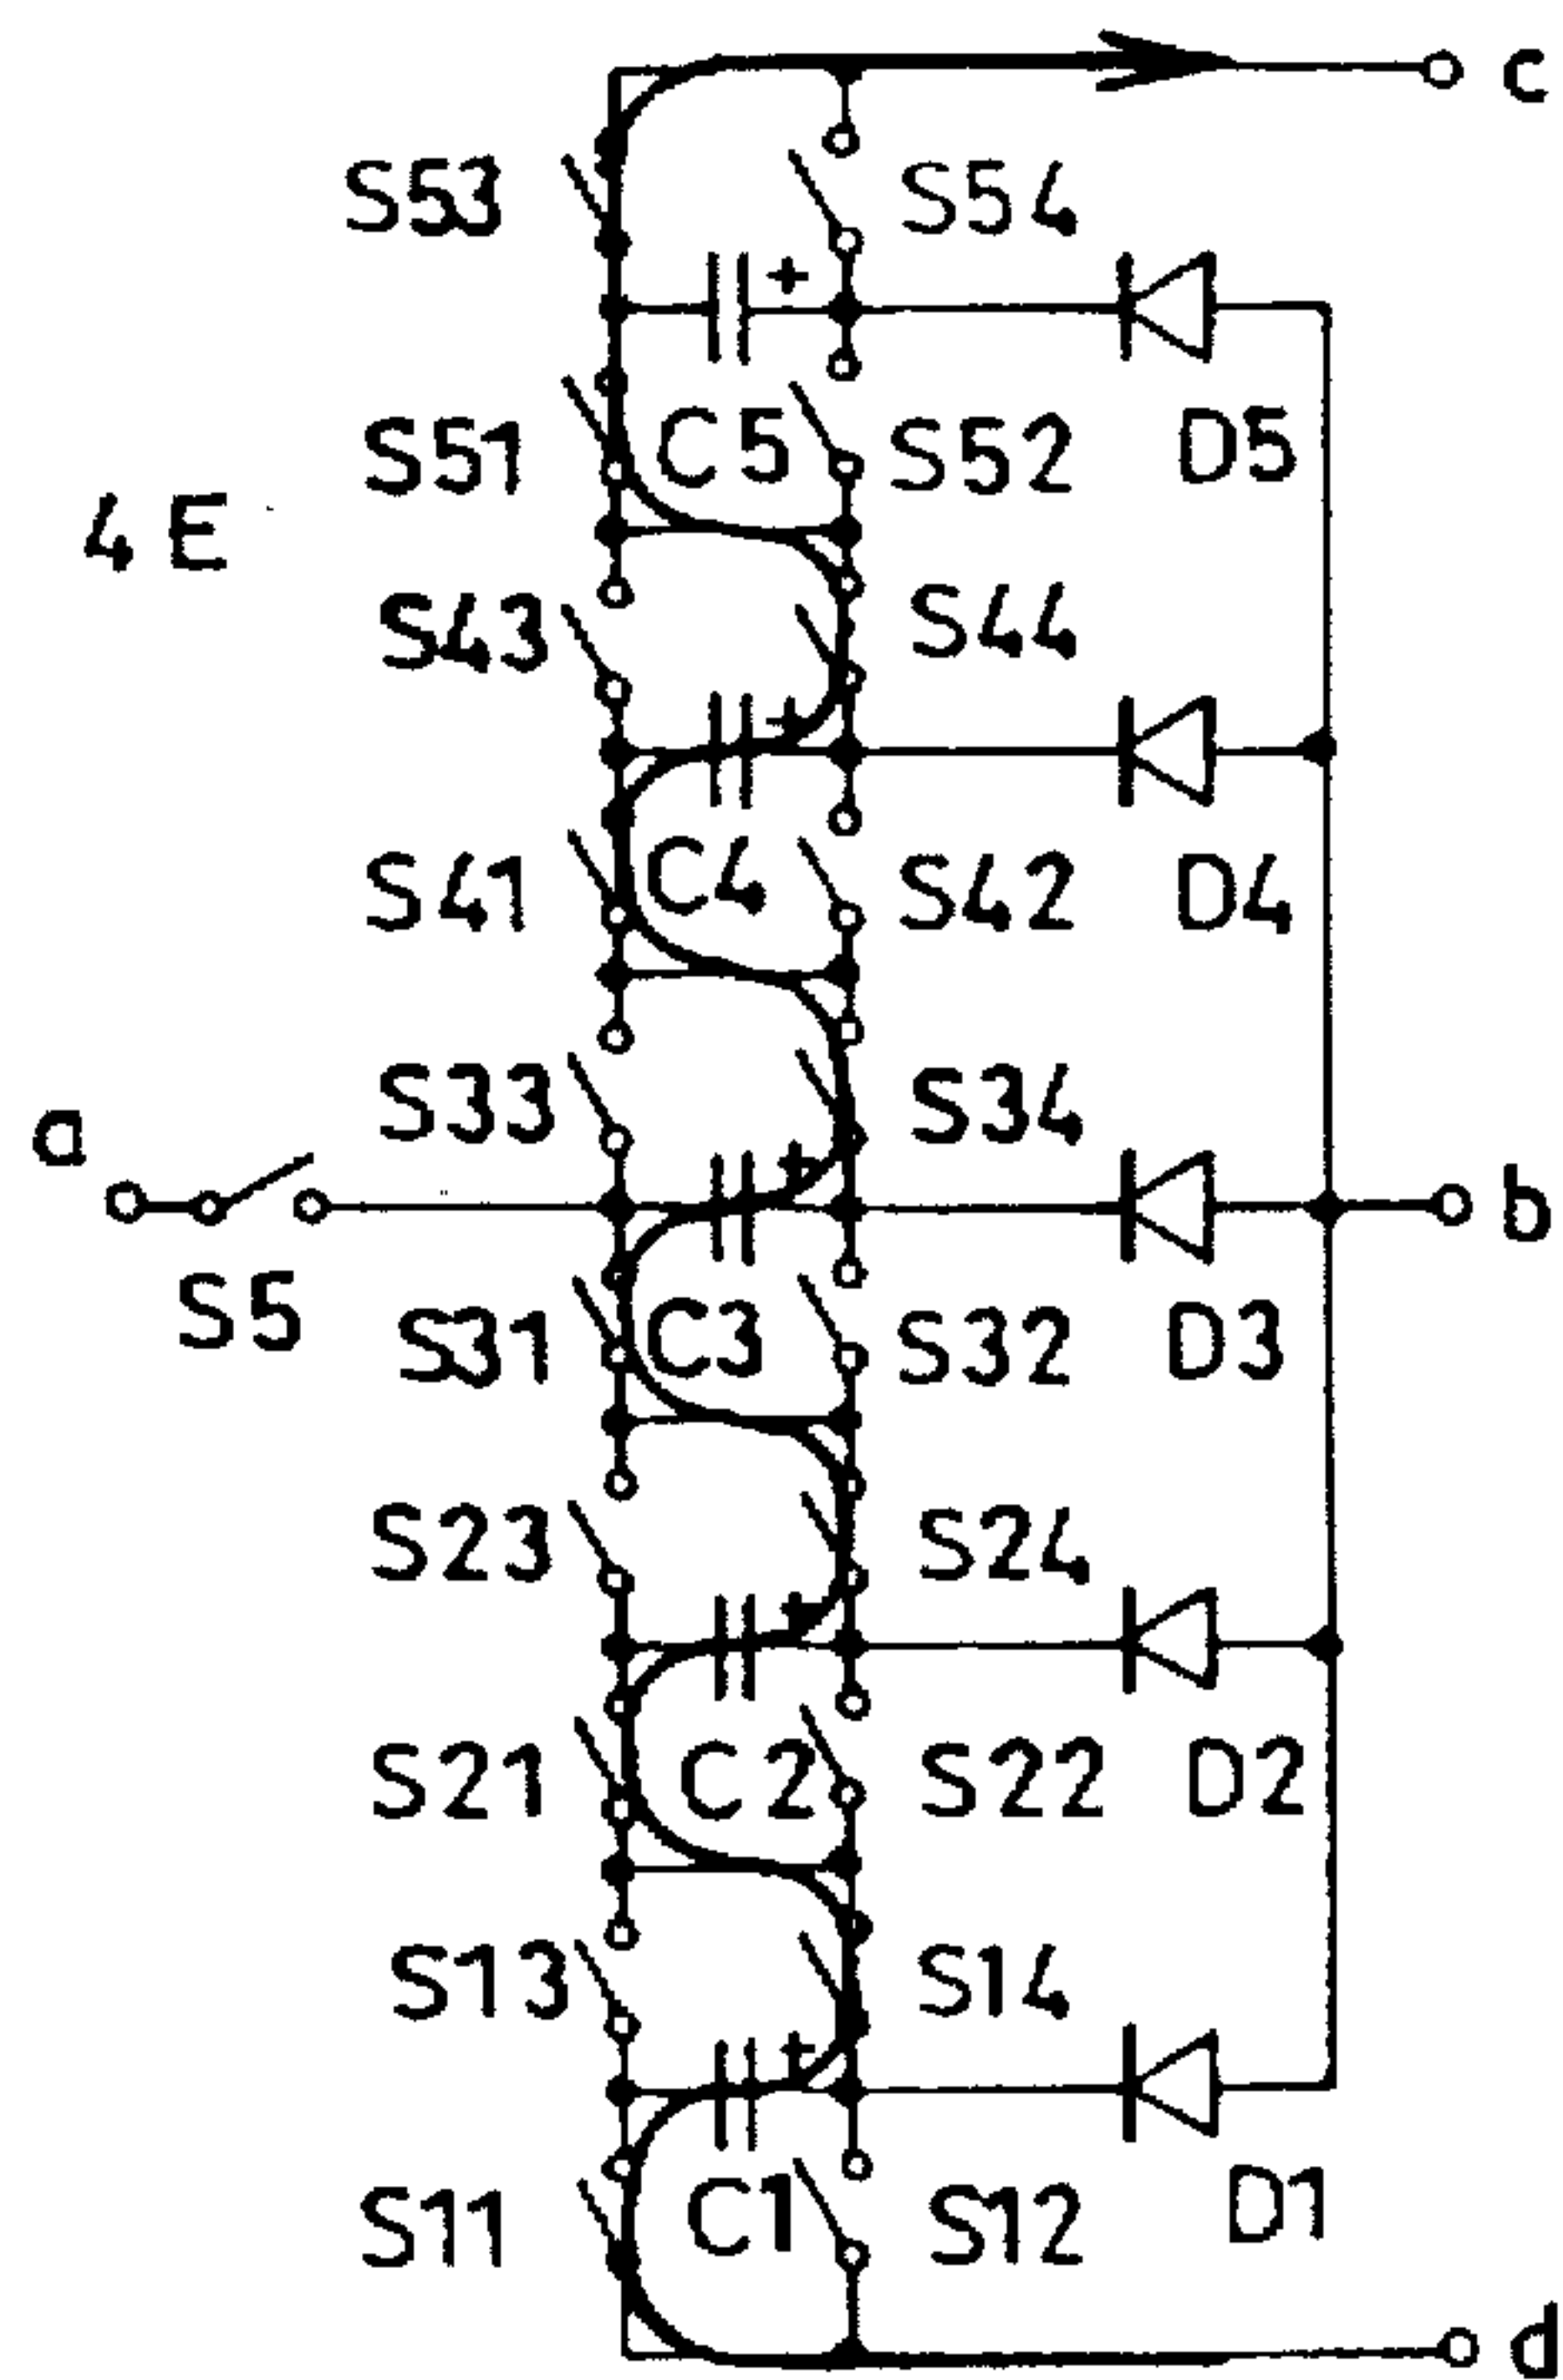 c
S53 S54
+
S51 C5 S52 D5
4E
S43 S44
+
S41 C4 S42 D4
S33 S34
a
+
b
S5
S31 C3 S32 D3
S23 S24
+
S21 C2 S22 D2
S13 S14
+
S11 C1 S12 D1
d